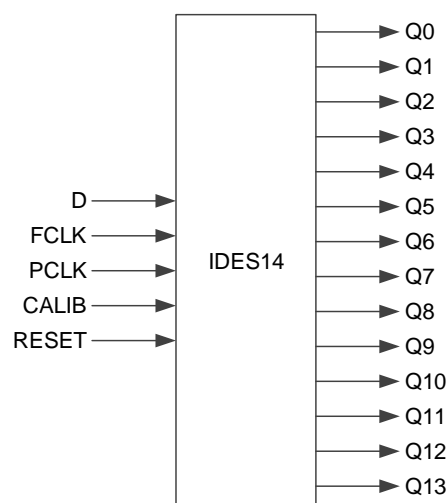 D
FCLK
PCLK
CALIB
RESET
IDES14
Q0
Q1
Q2
Q3
Q4
Q5
Q6
Q7
Q8
Q9
Q10
Q11
Q12
Q13